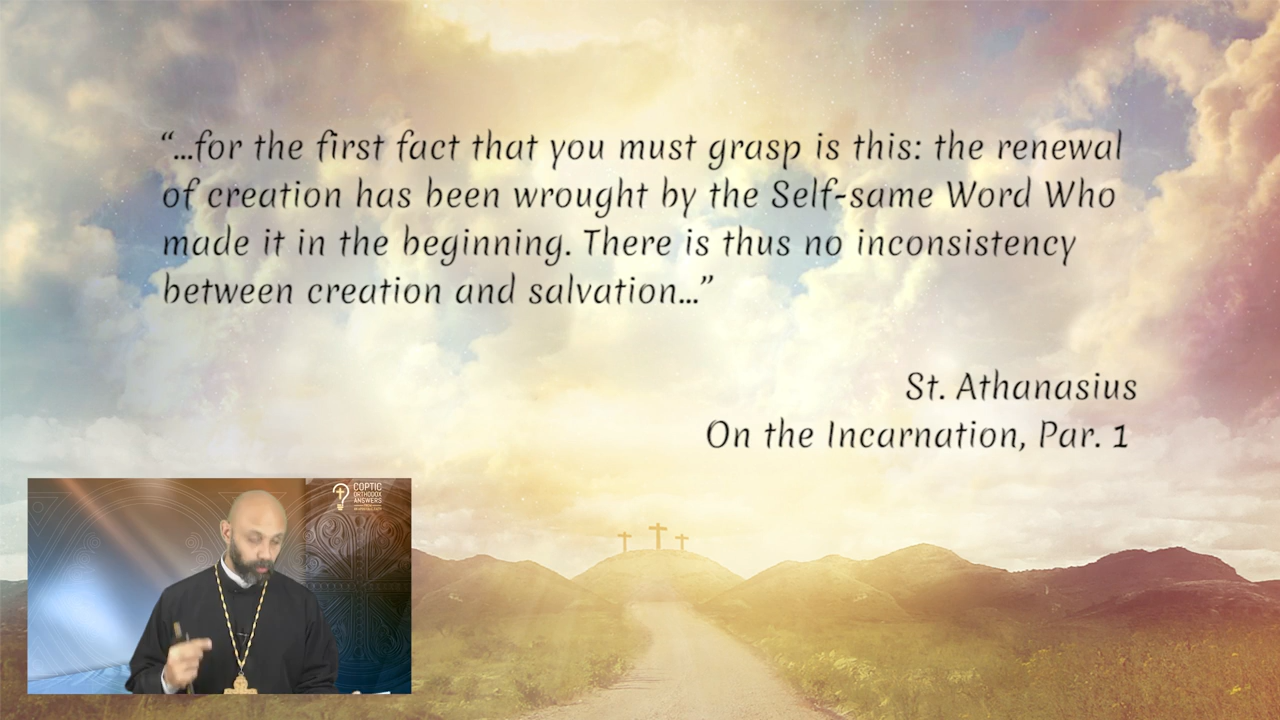 “...for the first fact that you must grasp is this: the renewal
of creation has been wrought by the Self-same Word Who
made it in the beginning. There is thus no inconsistency
between creation and salvation...”
St. Athanasius
On the Incarnation, Par. 1
COPTIC
ORTHODOX
ANSWERS